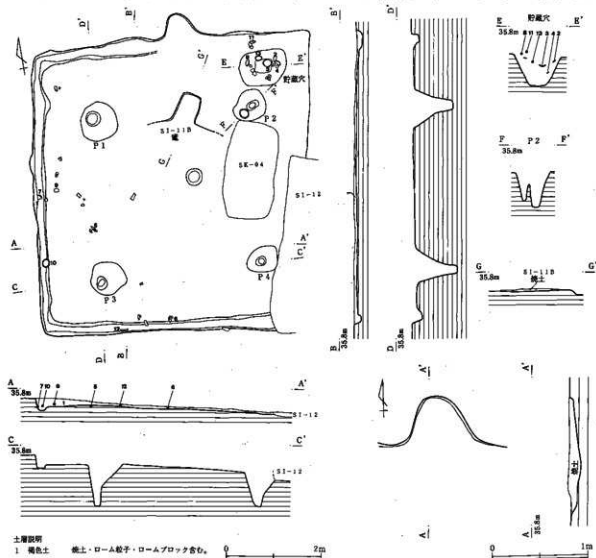 D' B'
G'
E E'
貯蔵穴
P1
P2
F'
F
SI-11B
竈
G
SK-04
SI-12
A
A'
C'
10
C
P3
P4
D B
B' D'
B D
35.8m 35.8m
貯蔵穴
E E'
35.8m
F P2 F'
35.8m
G SI-11B G'
35.8m 焼土
A A'
35.8m
SI-12
C C'
35.8m
SI-12
A' A'
焼土
A A
35.8m
土層説明
1 褐色土 焼土・ローム粒子・ロームブロック含む。
0 2m
0 1m